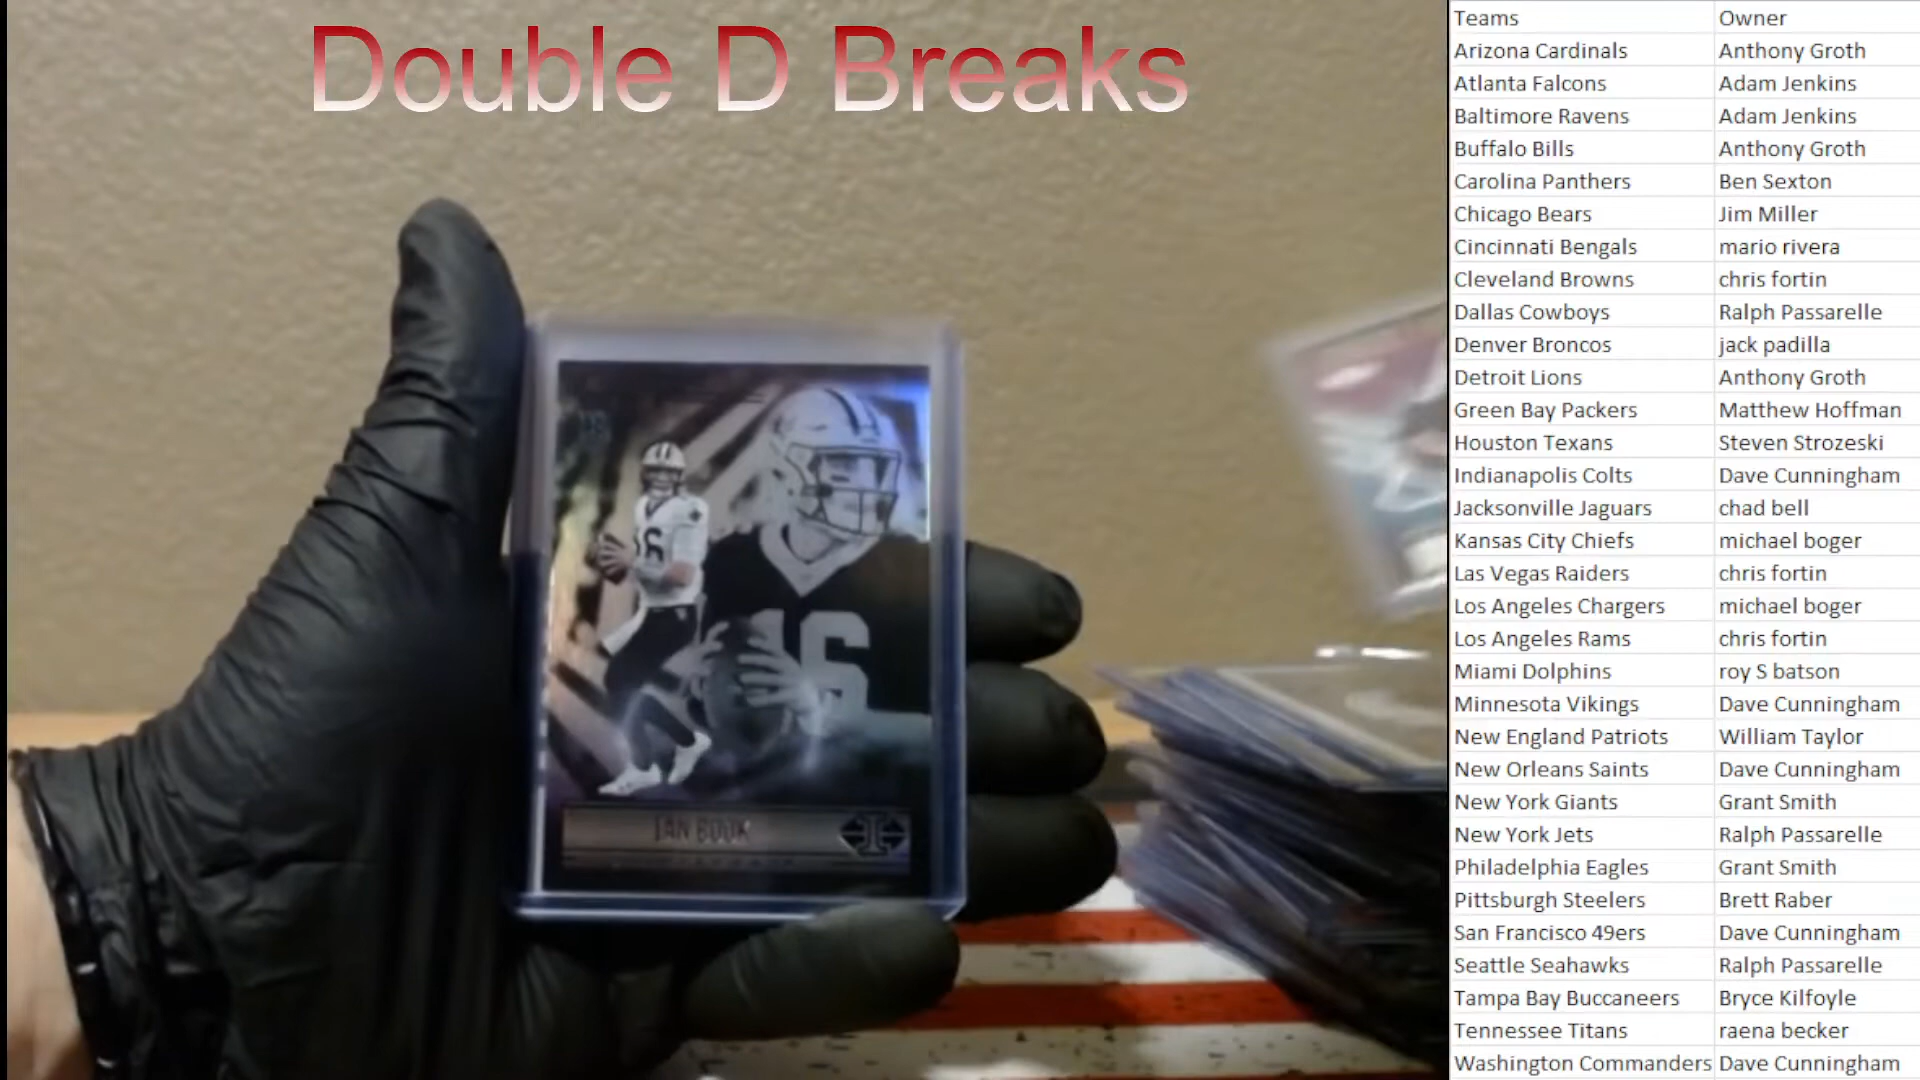 Double D Breaks
IAN BOOK
16
16
Teams Owner
Arizona Cardinals Anthony Groth
Atlanta Falcons Adam Jenkins
Baltimore Ravens Adam Jenkins
Buffalo Bills Anthony Groth
Carolina Panthers Ben Sexton
Chicago Bears Jim Miller
Cincinnati Bengals mario rivera
Cleveland Browns chris fortin
Dallas Cowboys Ralph Passarelle
Denver Broncos jack padilla
Detroit Lions Anthony Groth
Green Bay Packers Matthew Hoffman
Houston Texans Steven Strozeski
Indianapolis Colts Dave Cunningham
Jacksonville Jaguars chad bell
Kansas City Chiefs michael boger
Las Vegas Raiders chris fortin
Los Angeles Chargers michael boger
Los Angeles Rams chris fortin
Miami Dolphins roy S batson
Minnesota Vikings Dave Cunningham
New England Patriots William Taylor
New Orleans Saints Dave Cunningham
New York Giants Grant Smith
New York Jets Ralph Passarelle
Philadelphia Eagles Grant Smith
Pittsburgh Steelers Brett Raber
San Francisco 49ers Dave Cunningham
Seattle Seahawks Ralph Passarelle
Tampa Bay Buccaneers Bryce Kilfoyle
Tennessee Titans raena becker
Washington Commanders Dave Cunningham